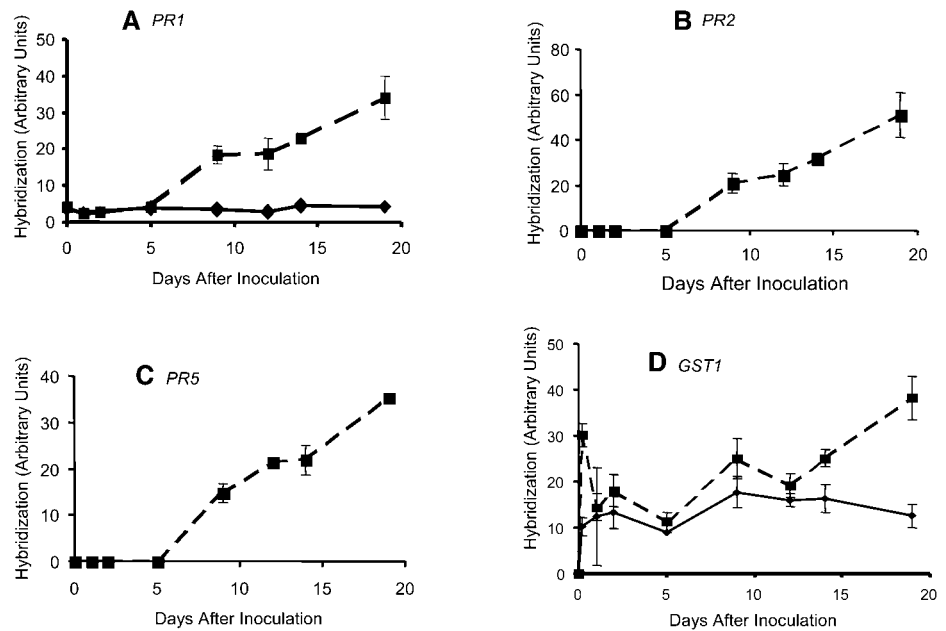 A PR1
Hybridization (Arbitrary Units)
50
40
30
20
10
0
0 5 10 15 20
Days After Inoculation
B PR2
Hybridization (Arbitrary Units)
80
60
40
20
0
0 5 10 15 20
Days After Inoculation
C PR5
Hybridization (Arbitrary Units)
40
30
20
10
0
0 5 10 15 20
Days After Inoculation
D GST1
Hybridization (Arbitrary Units)
50
40
30
20
10
0
0 5 10 15 20
Days After Inoculation